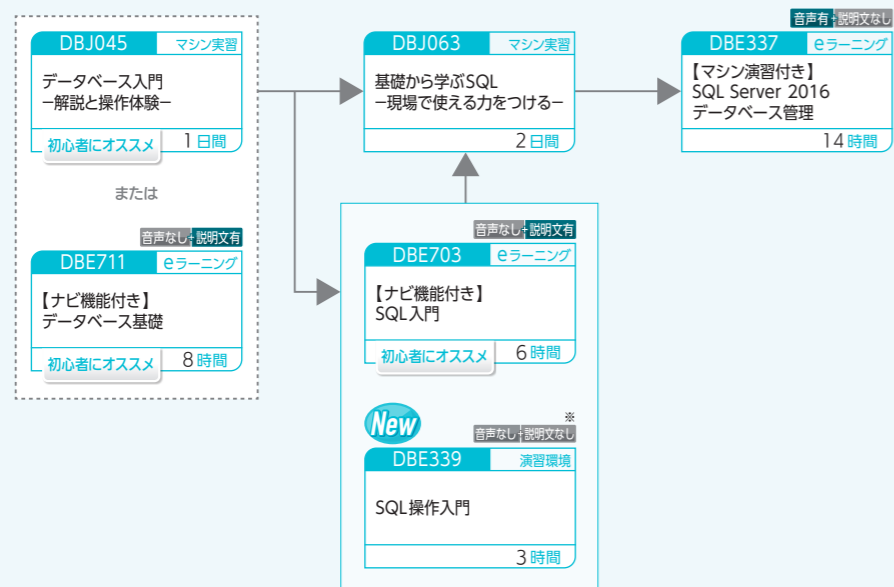 DBJ045 マシン実習
データベース入門
−解説と操作体験−
初心者にオススメ 1日間
または
音声なし+説明文有
DBE711 eラーニング
【ナビ機能付き】
データベース基礎
初心者にオススメ 8時間
DBJ063 マシン実習
基礎から学ぶSQL
−現場で使える力をつける−
2日間
音声なし+説明文有
DBE703 eラーニング
【ナビ機能付き】
SQL入門
初心者にオススメ 6時間
New
※
音声なし+説明文なし
DBE339 演習環境
SQL操作入門
3時間
音声有+説明文なし
DBE337 eラーニング
【マシン演習付き】
SQL Server 2016
データベース管理
14時間